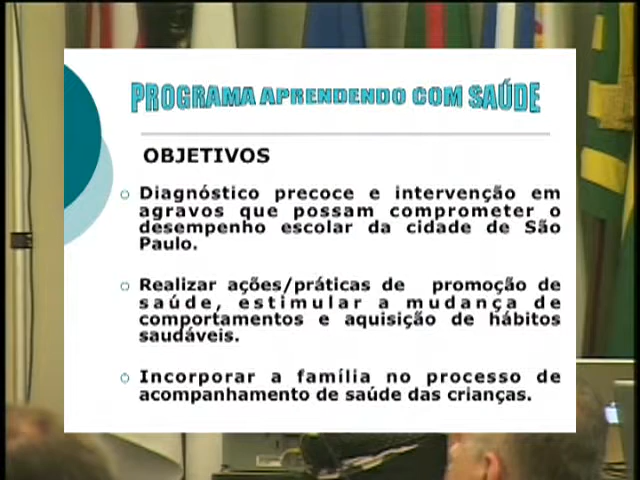 PROGRAMA APRENDENDO COM SAÚDE
OBJETIVOS
Diagnóstico precoce e intervenção em
agravos que possam comprometer o
desempenho escolar da cidade de São
Paulo.
Realizar ações/práticas de promoção de
saúde, estimular a mudança de
comportamentos e aquisição de hábitos
saudáveis.
Incorporar a família no processo de
acompanhamento de saúde das crianças.